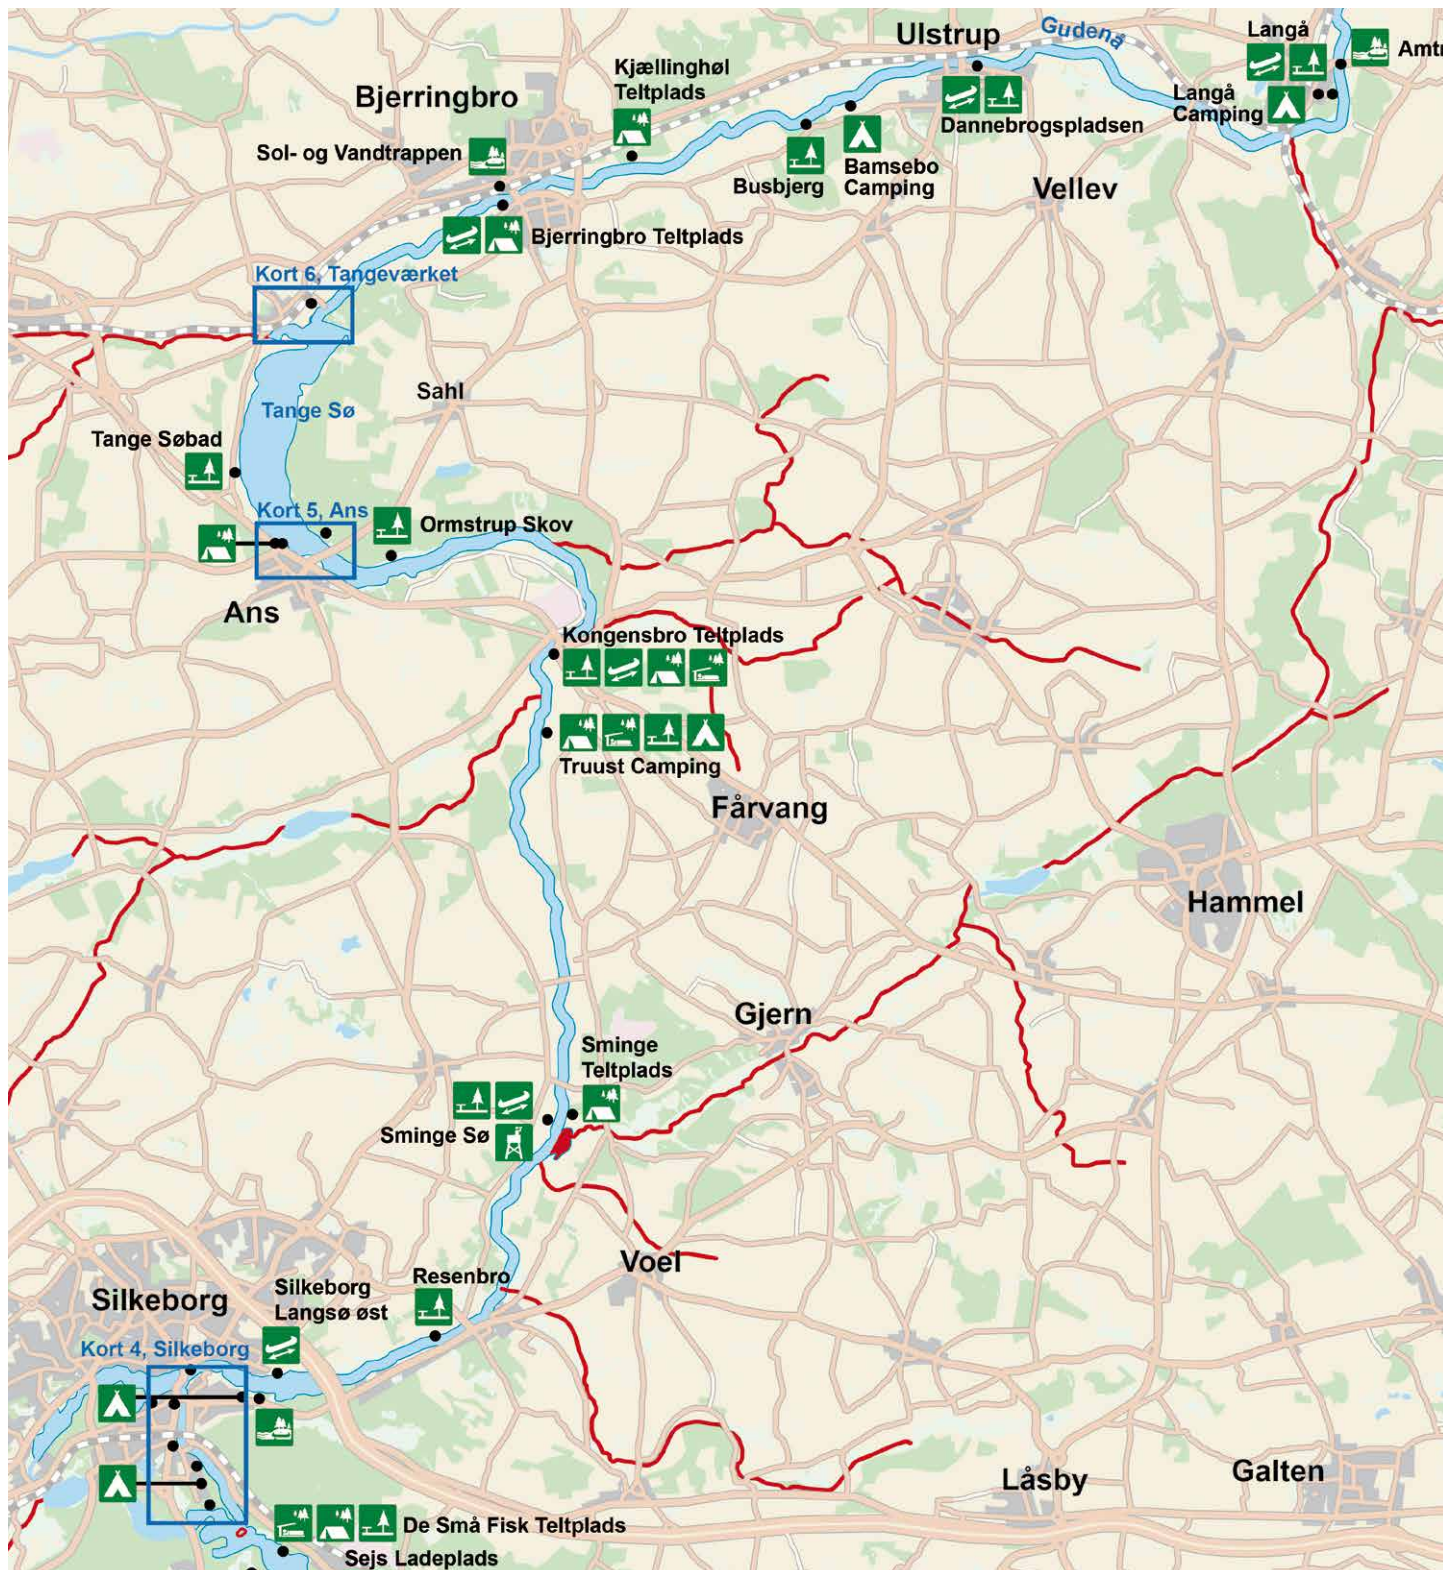 Ulstrup
Gudenå
Langå
Amtr
Kjællinghøl
Teltplads
Langå
Camping
Bjerringbro
Dannebrogspladsen
Sol- og Vandtrappen
Busbjerg
Bamsebo
Camping
Vellev
Bjerringbro Teltplads
Kort 6, Tangeværket
Sahl
Tange Sø
Tange Søbad
Kort 5, Ans
Ormstrup Skov
Ans
Kongensbro Teltplads
Truust Camping
Fårvang
Hammel
Gjern
Sminge
Teltplads
Sminge Sø
Voel
Resenbro
Silkeborg
Langsø øst
Silkeborg
Kort 4, Silkeborg
Låsby
Galten
De Små Fisk Teltplads
Sejs Ladeplads